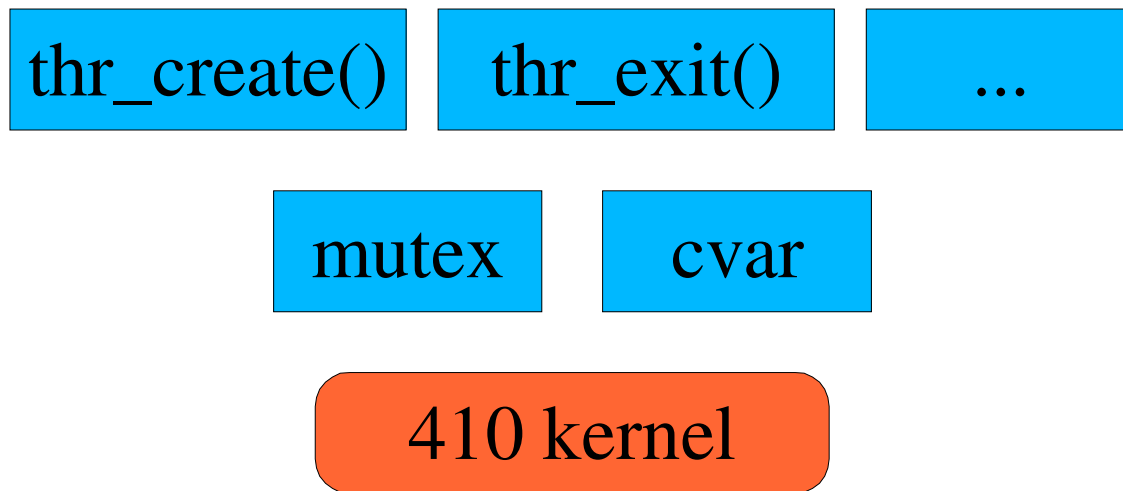 thr_create() thr_exit() ...
mutex cvar
410 kernel